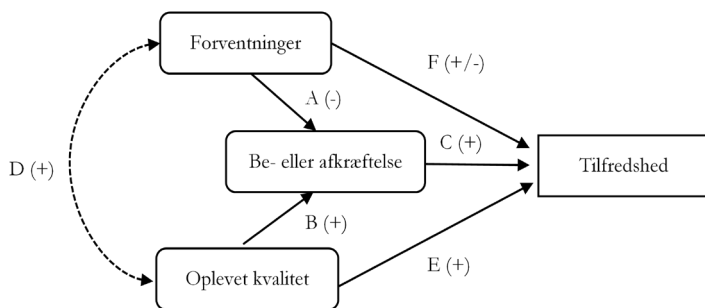 Forventninger
F (+/-)
A (-)
C (+)
Be- eller afkræftelse
Tilfredshed
D (+)
B (+)
E (+)
Oplevet kvalitet